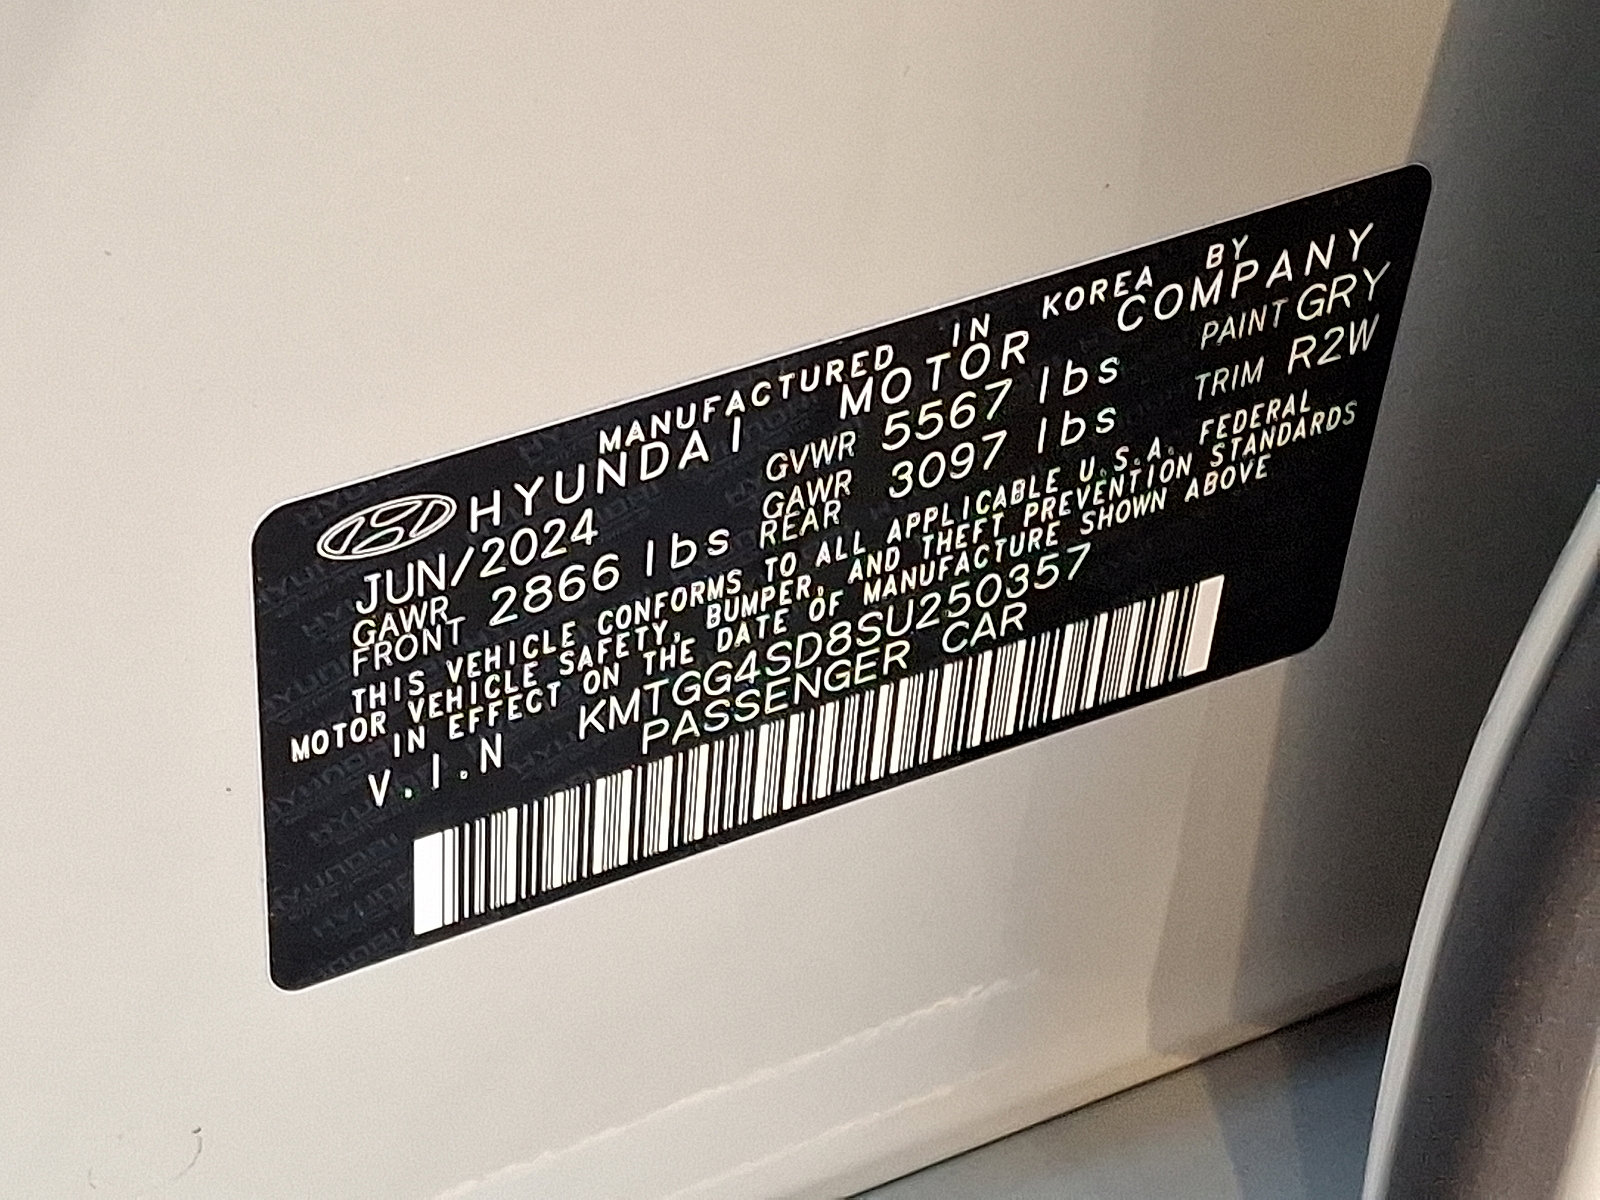 MANUFACTURED IN KOREA BY
HYUNDAI MOTOR COMPANY
JUN/2024 GVWR 5567 lbs PAINT GRY
GAWR FRONT 2866 lbs GAWR REAR 3097 lbs TRIM R2W
THIS VEHICLE CONFORMS TO ALL APPLICABLE U.S.A. FEDERAL
MOTOR VEHICLE SAFETY, BUMPER, AND THEFT PREVENTION STANDARDS
IN EFFECT ON THE DATE OF MANUFACTURE SHOWN ABOVE
V.I.N KMTGG4SD8SU250357
PASSENGER CAR